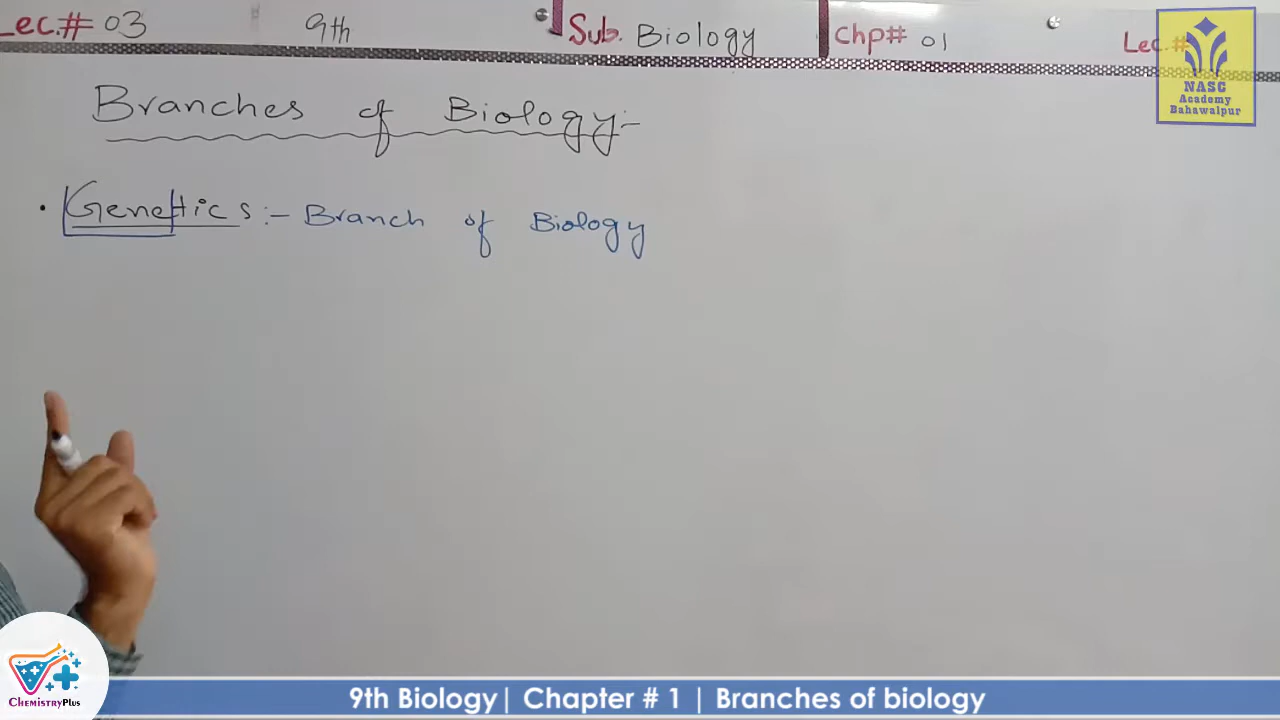 Lec.# 03 9th Sub. Biology Chp# 01 Lec.#
NASG
Academy
Bahawalpur
Branches of Biology:-
• Genetics:- Branch of Biology
CHEMISTRYPLUS
9th Biology| Chapter # 1 | Branches of biology